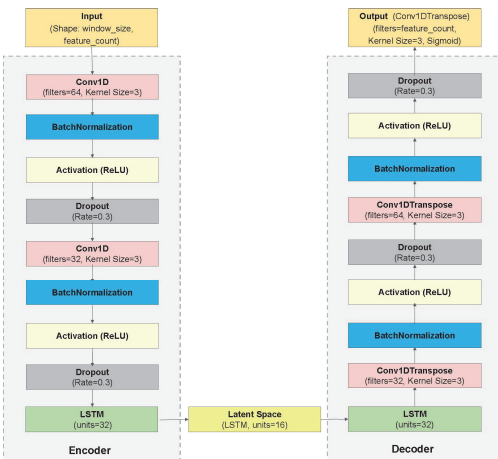 Input
(Shape: window_size,
feature_count)
Conv1D
(filters=64, Kernel Size=3)
BatchNormalization
Activation (ReLU)
Dropout
(Rate=0.3)
Conv1D
(filters=32, Kernel Size=3)
BatchNormalization
Activation (ReLU)
Dropout
(Rate=0.3)
LSTM
(units=32)
Encoder
Latent Space
(LSTM, units=16)
Output (Conv1DTranspose)
(filters=feature_count,
Kernel Size=3, Sigmoid)
Dropout
(Rate=0.3)
Activation (ReLU)
BatchNormalization
Conv1DTranspose
(filters=64, Kernel Size=3)
Dropout
(Rate=0.3)
Activation (ReLU)
BatchNormalization
Conv1DTranspose
(filters=32, Kernel Size=3)
LSTM
(units=32)
Decoder